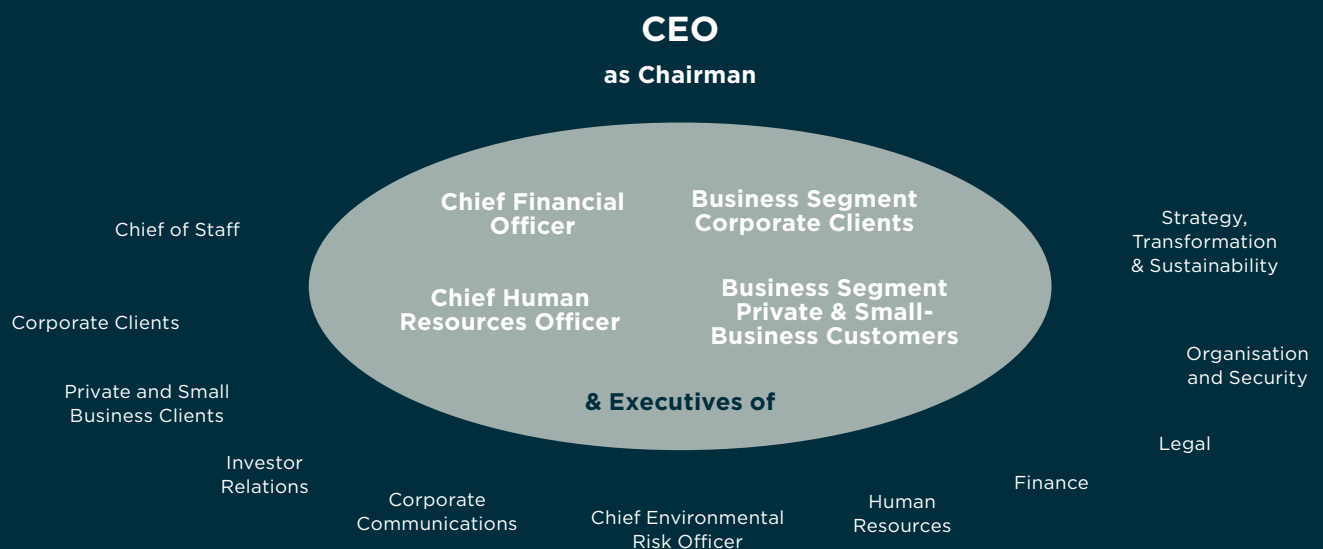 CEO
as Chairman
Chief Financial
Officer
Business Segment
Corporate Clients
Chief Human
Resources Officer
Business Segment
Private & Small-
Business Customers
& Executives of
Chief of Staff
Corporate Clients
Private and Small
Business Clients
Investor
Relations
Corporate
Communications
Chief Environmental
Risk Officer
Human
Resources
Finance
Legal
Organisation
and Security
Strategy,
Transformation
& Sustainability